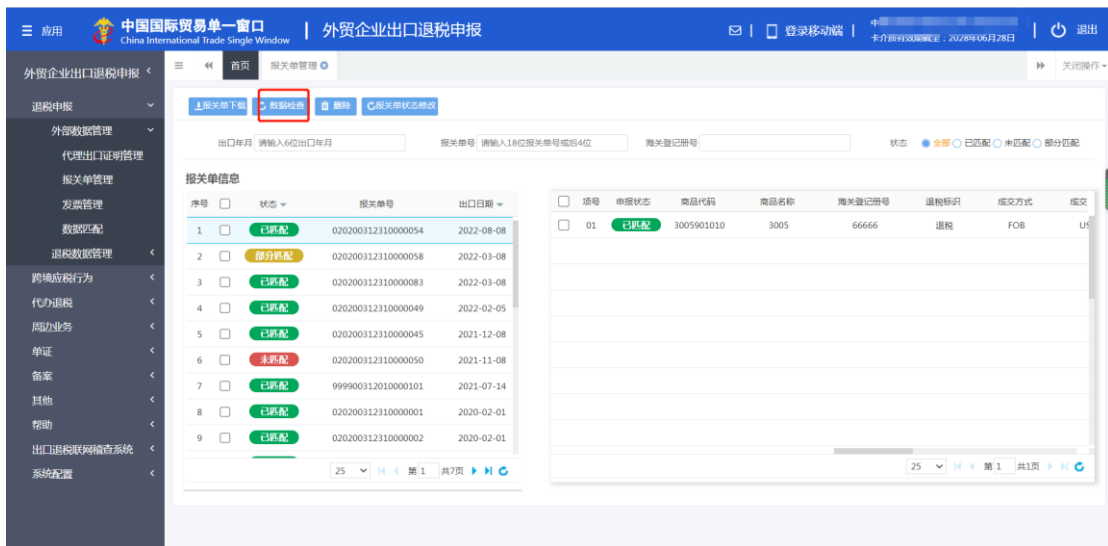 应用 中国国际贸易单一窗口 China International Trade Single Window 外贸企业出口退税申报 登录移动端 中 卡介质有效期截至：2028年06月28日 退出
外贸企业出口退税申报 首页 报关单管理 关闭操作
退税申报
外部数据管理
代理出口证明管理
报关单管理
发票管理
数据匹配
退税数据管理
跨境应税行为
代办退税
周边业务
单证
备案
其他
帮助
出口退税联网稽查系统
系统配置
报关单下载 数据检查 删除 报关单状态修改
出口年月 请输入6位出口年月 报关单号 请输入18位报关单号或后4位 海关登记册号 状态 全部 已匹配 未匹配 部分匹配
报关单信息
序号 状态 报关单号 出口日期
1 已匹配 020200312310000054 2022-08-08
2 部分匹配 020200312310000058 2022-03-08
3 已匹配 020200312310000083 2022-03-08
4 已匹配 020200312310000049 2022-02-05
5 已匹配 020200312310000045 2021-12-08
6 未匹配 020200312310000050 2021-11-08
7 已匹配 999900312010000101 2021-07-14
8 已匹配 020200312310000001 2020-02-01
9 已匹配 020200312310000002 2020-02-01
25 第 1 共7页
项号 申报状态 商品代码 商品名称 海关登记册号 退税标识 成交方式 成交
01 已匹配 3005901010 3005 66666 退税 FOB US
25 第 1 共1页